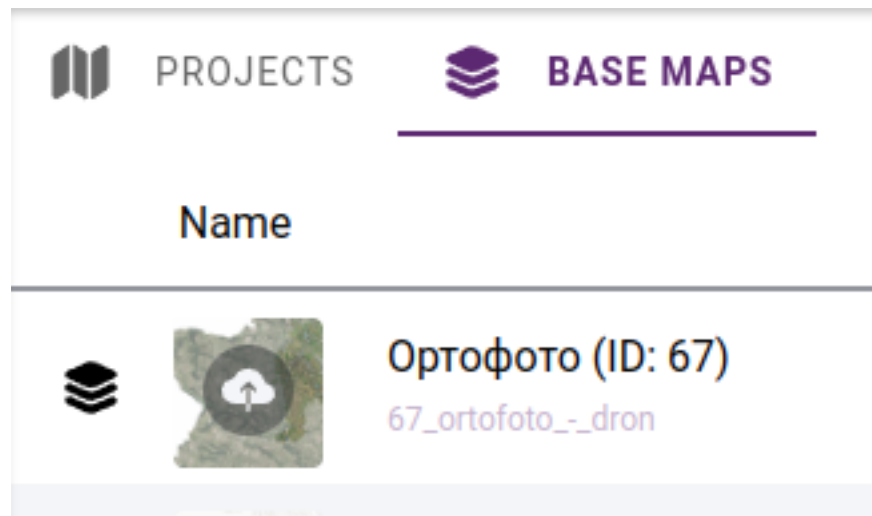 PROJECTS BASE MAPS
Name
Ортофото (ID: 67)
67_ortofoto_-_dron